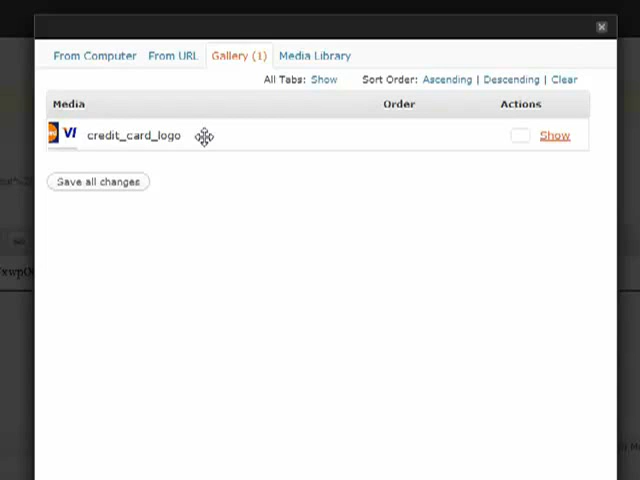 From Computer From URL Gallery (1) Media Library
All Tabs: Show Sort Order: Ascending | Descending | Clear
Media Order Actions
VI credit_card_logo Show
Save all changes